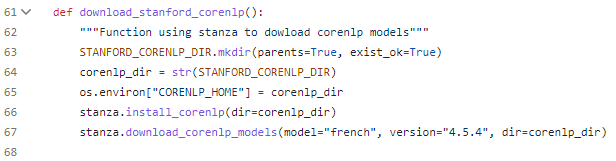 61 def download_stanford_corenlp():
62     """Function using stanza to dowload corenlp models"""
63     STANFORD_CORENLP_DIR.mkdir(parents=True, exist_ok=True)
64     corenlp_dir = str(STANFORD_CORENLP_DIR)
65     os.environ["CORENLP_HOME"] = corenlp_dir
66     stanza.install_corenlp(dir=corenlp_dir)
67     stanza.download_corenlp_models(model="french", version="4.5.4", dir=corenlp_dir)
68